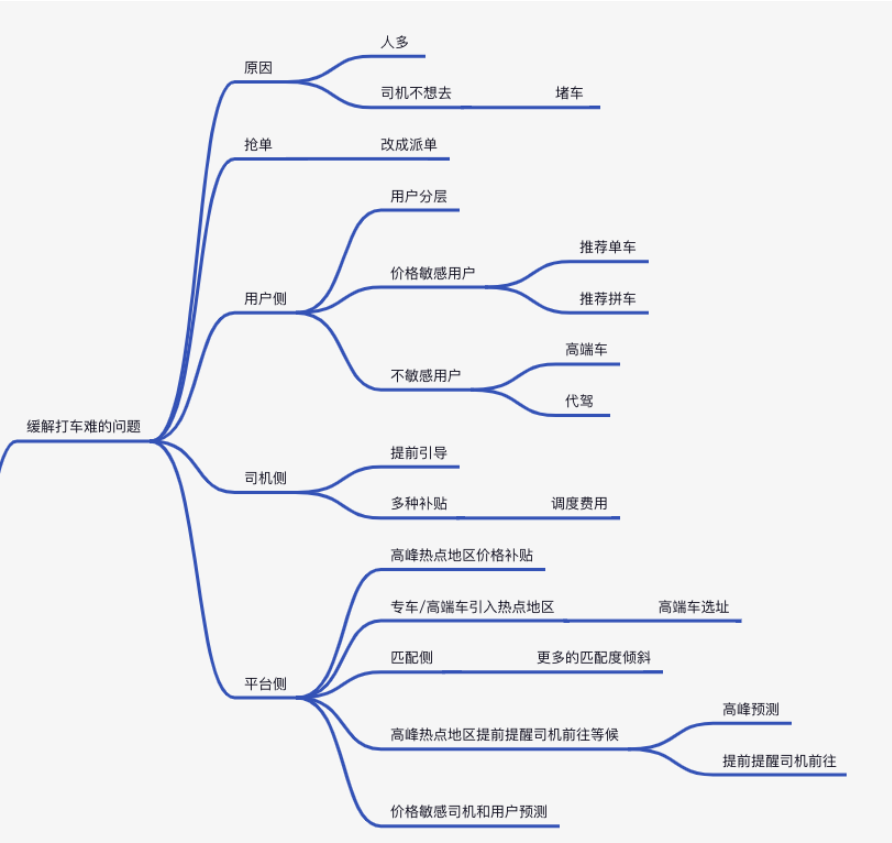 缓解打车难的问题
原因
人多
司机不想去
堵车
抢单
改成派单
用户侧
用户分层
价格敏感用户
推荐单车
推荐拼车
不敏感用户
高端车
代驾
司机侧
提前引导
多种补贴
调度费用
平台侧
高峰热点地区价格补贴
专车/高端车引入热点地区
高端车选址
匹配侧
更多的匹配度倾斜
高峰热点地区提前提醒司机前往等候
高峰预测
提前提醒司机前往
价格敏感司机和用户预测